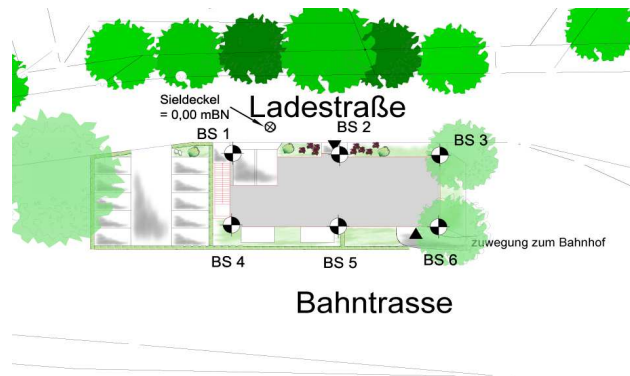 Sieldeckel
= 0,00 mBN
Ladestraße
BS 1
BS 2
BS 3
BS 4
BS 5
BS 6
zuwegung zum Bahnhof
Bahntrasse